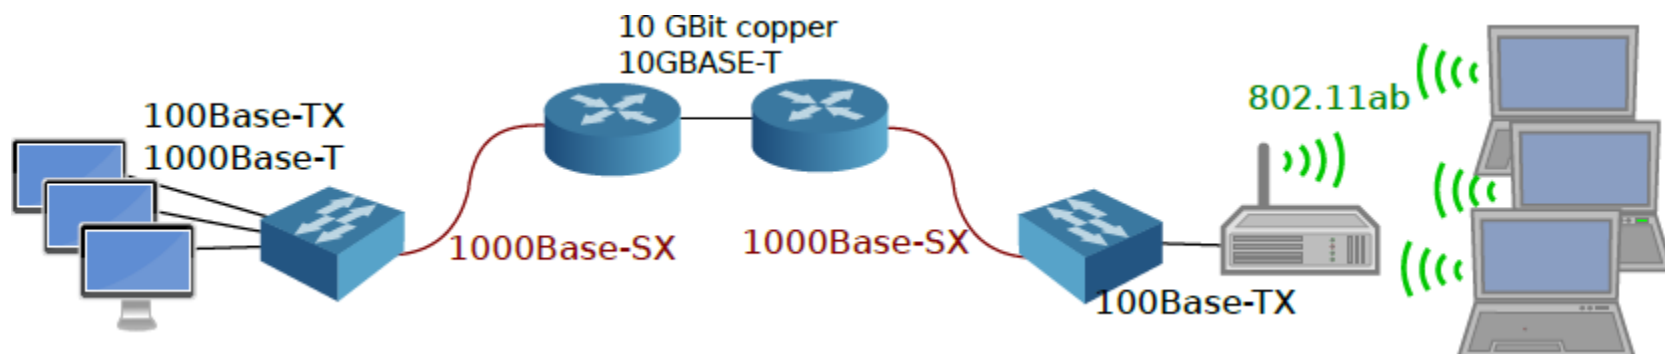 10 GBit copper
10GBASE-T
802.11ab
100Base-TX
1000Base-T
1000Base-SX
1000Base-SX
100Base-TX